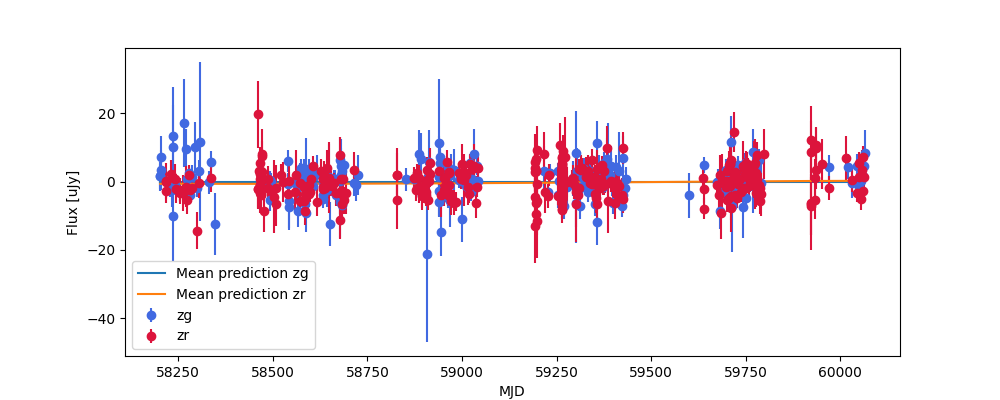 20
0
−20
−40
Flux [uJy]
Mean prediction zg
Mean prediction zr
zg
zr
58250 58500 58750 59000 59250 59500 59750 60000
MJD